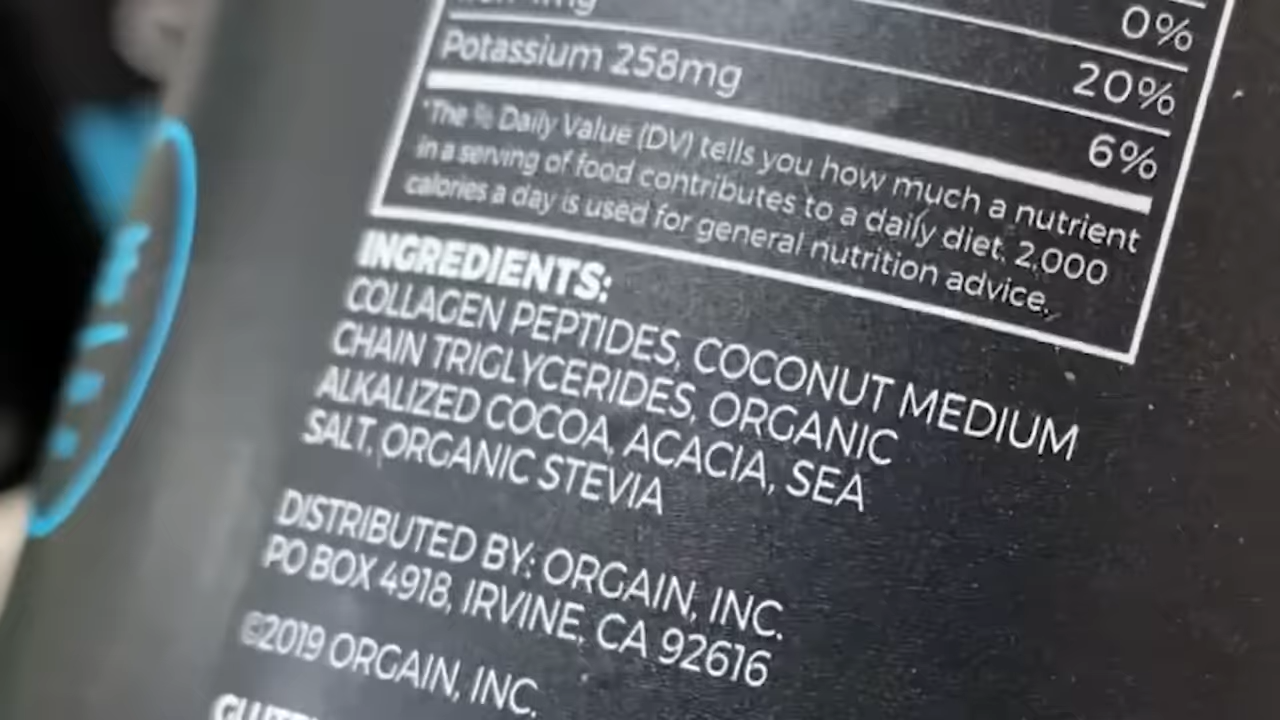 0%
4mg 20%
Potassium 258mg 6%
*The % Daily Value (DV) tells you how much a nutrient
in a serving of food contributes to a daily diet. 2,000
calories a day is used for general nutrition advice.
INGREDIENTS:
COLLAGEN PEPTIDES, COCONUT MEDIUM
CHAIN TRIGLYCERIDES, ORGANIC
ALKALIZED COCOA, ACACIA, SEA
SALT, ORGANIC STEVIA
DISTRIBUTED BY: ORGAIN, INC.
PO BOX 4918, IRVINE, CA 92616
©2019 ORGAIN, INC.